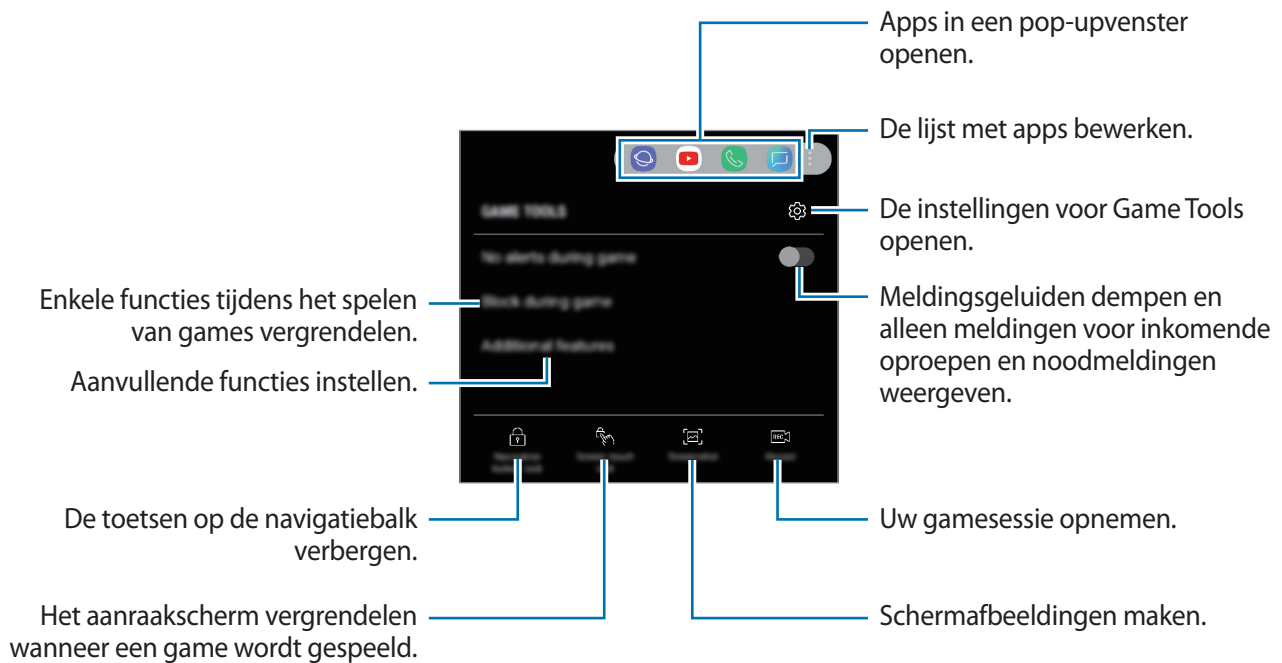 Apps in een pop-upvenster
openen.
De lijst met apps bewerken.
GAME TOOLS
De instellingen voor Game Tools
openen.
No alerts during game
Meldingsgeluiden dempen en
alleen meldingen voor inkomende
oproepen en noodmeldingen
weergeven.
Enkele functies tijdens het spelen
van games vergrendelen.
Block during game
Additional features
Aanvullende functies instellen.
REC
De toetsen op de navigatiebalk
verbergen.
Uw gamesessie opnemen.
Het aanraakscherm vergrendelen
wanneer een game wordt gespeeld.
Schermafbeeldingen maken.